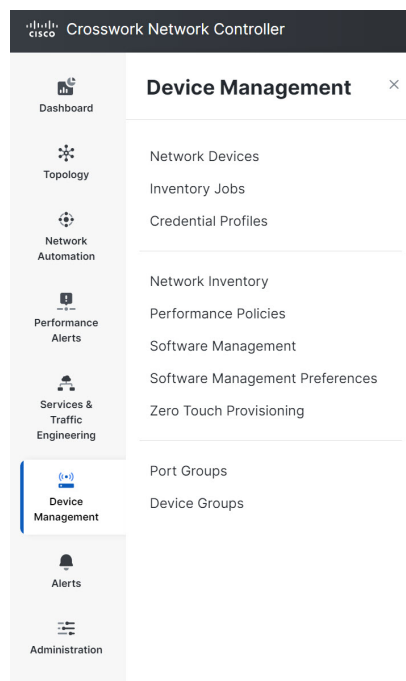 cisco Crosswork Network Controller
Dashboard
Topology
Network
Automation
Performance
Alerts
Services &
Traffic
Engineering
Device
Management
Alerts
Administration
Device Management ×
Network Devices
Inventory Jobs
Credential Profiles
Network Inventory
Performance Policies
Software Management
Software Management Preferences
Zero Touch Provisioning
Port Groups
Device Groups